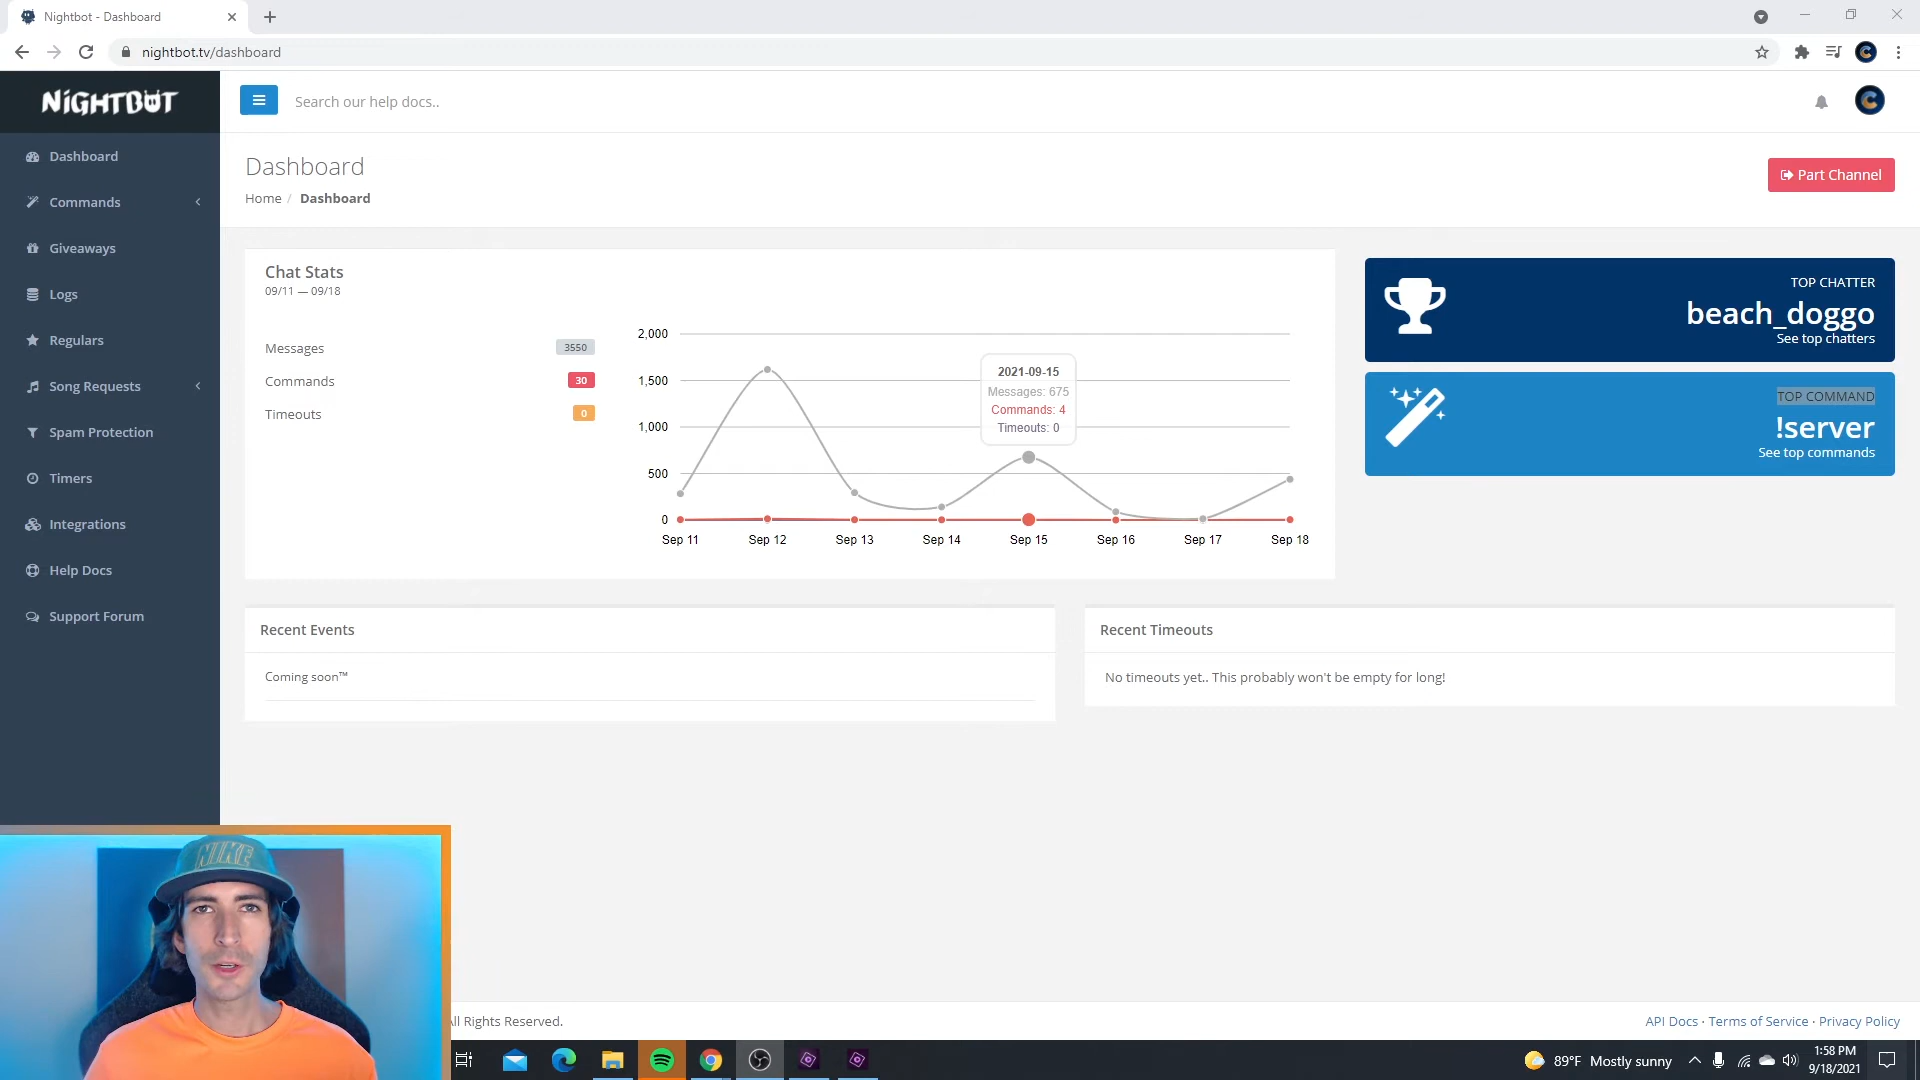 Nightbot - Dashboard
nightbot.tv/dashboard
NIGHTBOT
Search our help docs..
Dashboard
Commands
Giveaways
Logs
Regulars
Song Requests
Spam Protection
Timers
Integrations
Help Docs
Support Forum
Dashboard
Home / Dashboard
Part Channel
Chat Stats
09/11 — 09/18
Messages 3550
Commands 30
Timeouts 0
2,000
1,500
1,000
500
0
2021-09-15
Messages: 675
Commands: 4
Timeouts: 0
Sep 11 Sep 12 Sep 13 Sep 14 Sep 15 Sep 16 Sep 17 Sep 18
TOP CHATTER
beach_doggo
See top chatters
TOP COMMAND
!server
See top commands
Recent Events
Coming soon™
Recent Timeouts
No timeouts yet.. This probably won't be empty for long!
NIKE
All Rights Reserved.
API Docs · Terms of Service · Privacy Policy
89°F Mostly sunny
1:58 PM
9/18/2021